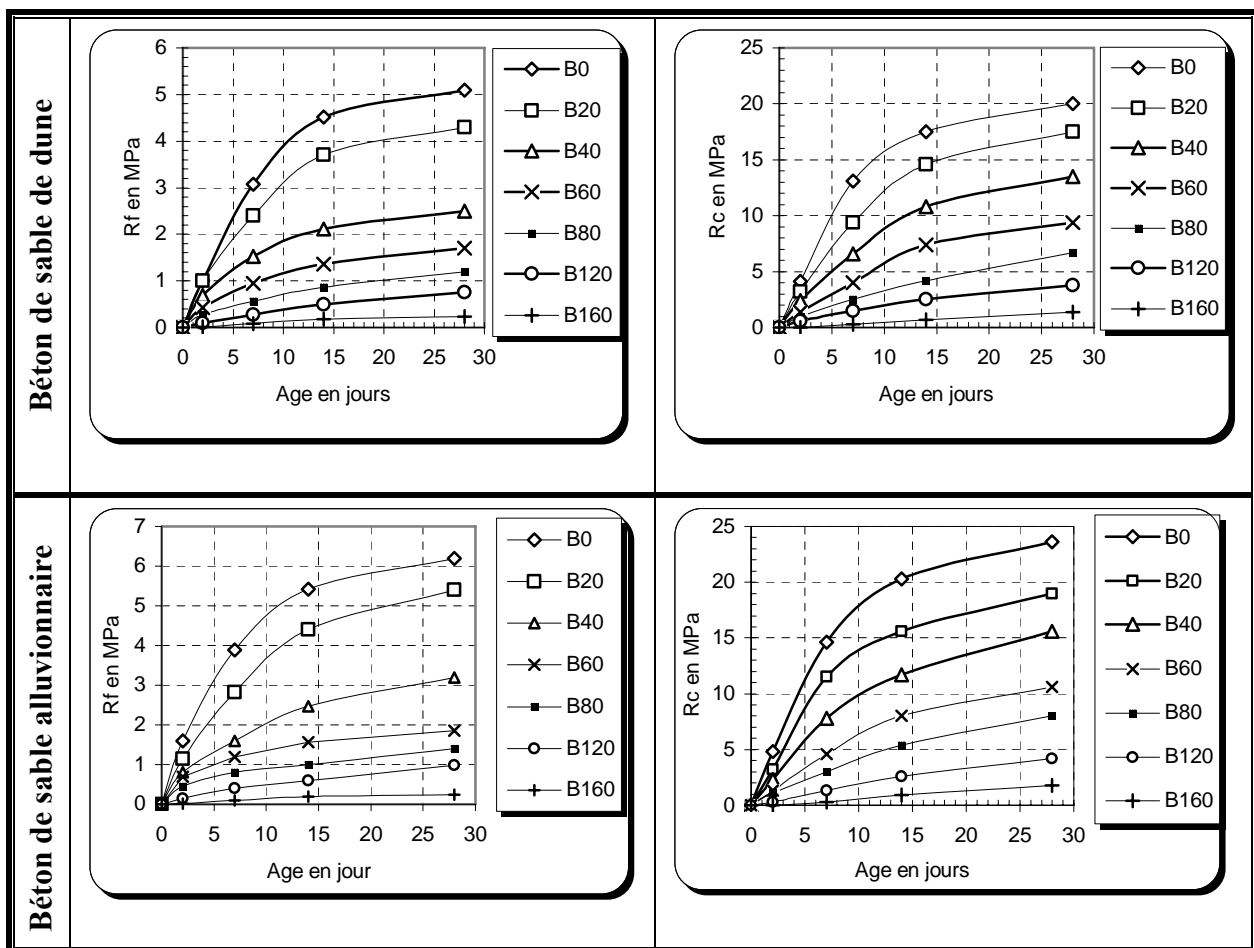 Béton de sable de dune
Rf en MPa
6
5
4
3
2
1
0
0 5 10 15 20 25 30
Age en jours
B0
B20
B40
B60
B80
B120
B160
Rc en MPa
25
20
15
10
5
0
0 5 10 15 20 25 30
Age en jours
B0
B20
B40
B60
B80
B120
B160
Béton de sable alluvionnaire
Rf en MPa
7
6
5
4
3
2
1
0
0 5 10 15 20 25 30
Age en jour
B0
B20
B40
B60
B80
B120
B160
Rc en MPa
25
20
15
10
5
0
0 5 10 15 20 25 30
Age en jours
B0
B20
B40
B60
B80
B120
B160